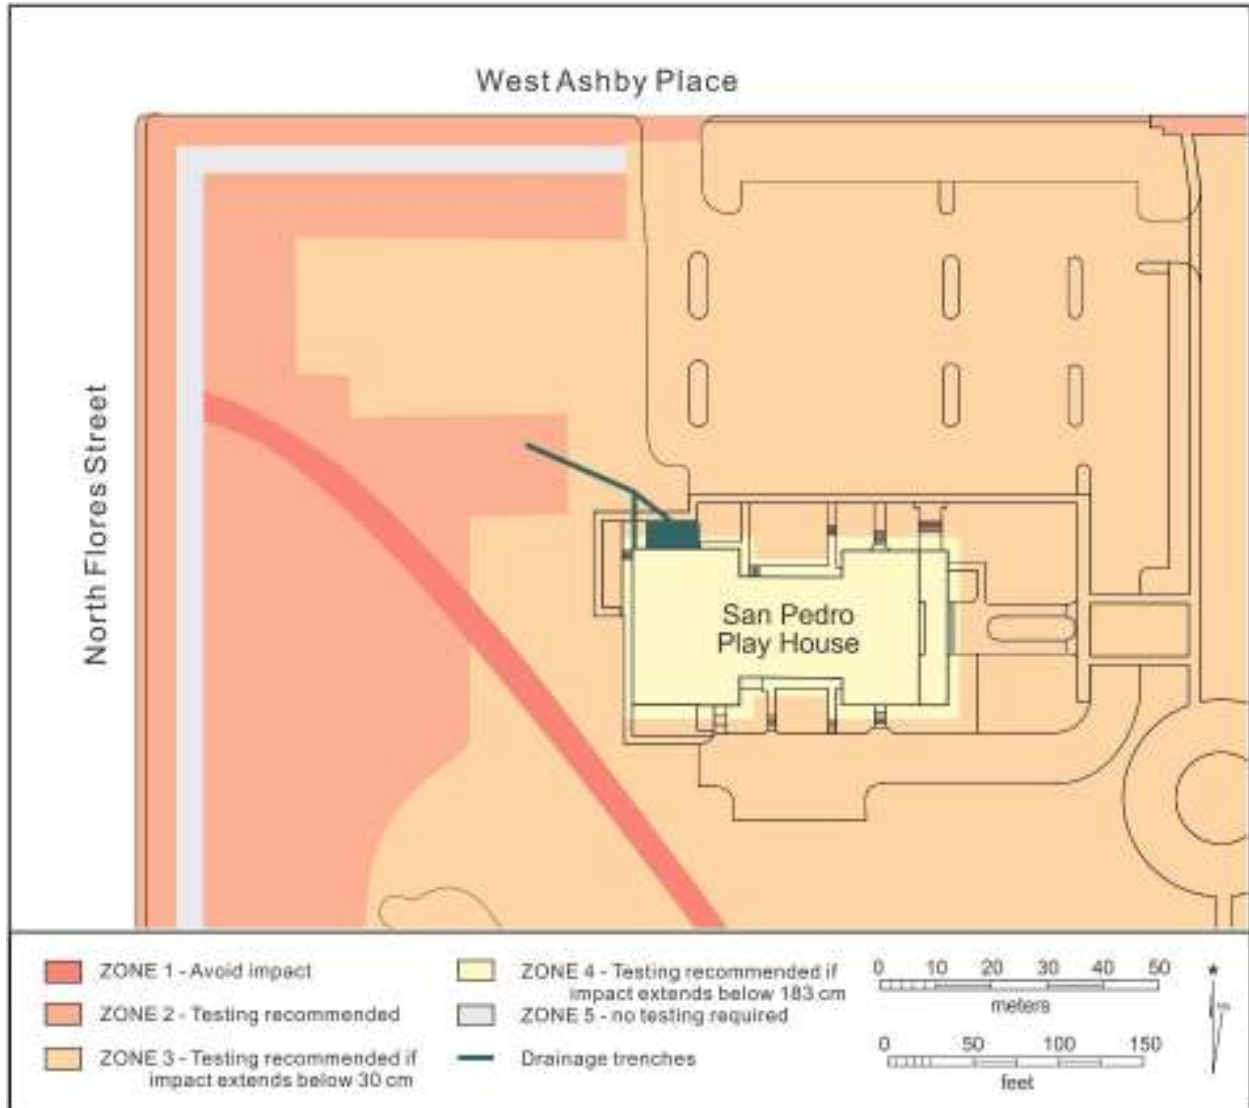 West Ashby Place
North Flores Street
San Pedro
Play House
ZONE 1 - Avoid impact
ZONE 2 - Testing recommended
ZONE 3 - Testing recommended if
impact extends below 30 cm
ZONE 4 - Testing recommended if
impact extends below 183 cm
ZONE 5 - no testing required
Drainage trenches
0 10 20 30 40 50
meters
0 50 100 150
feet